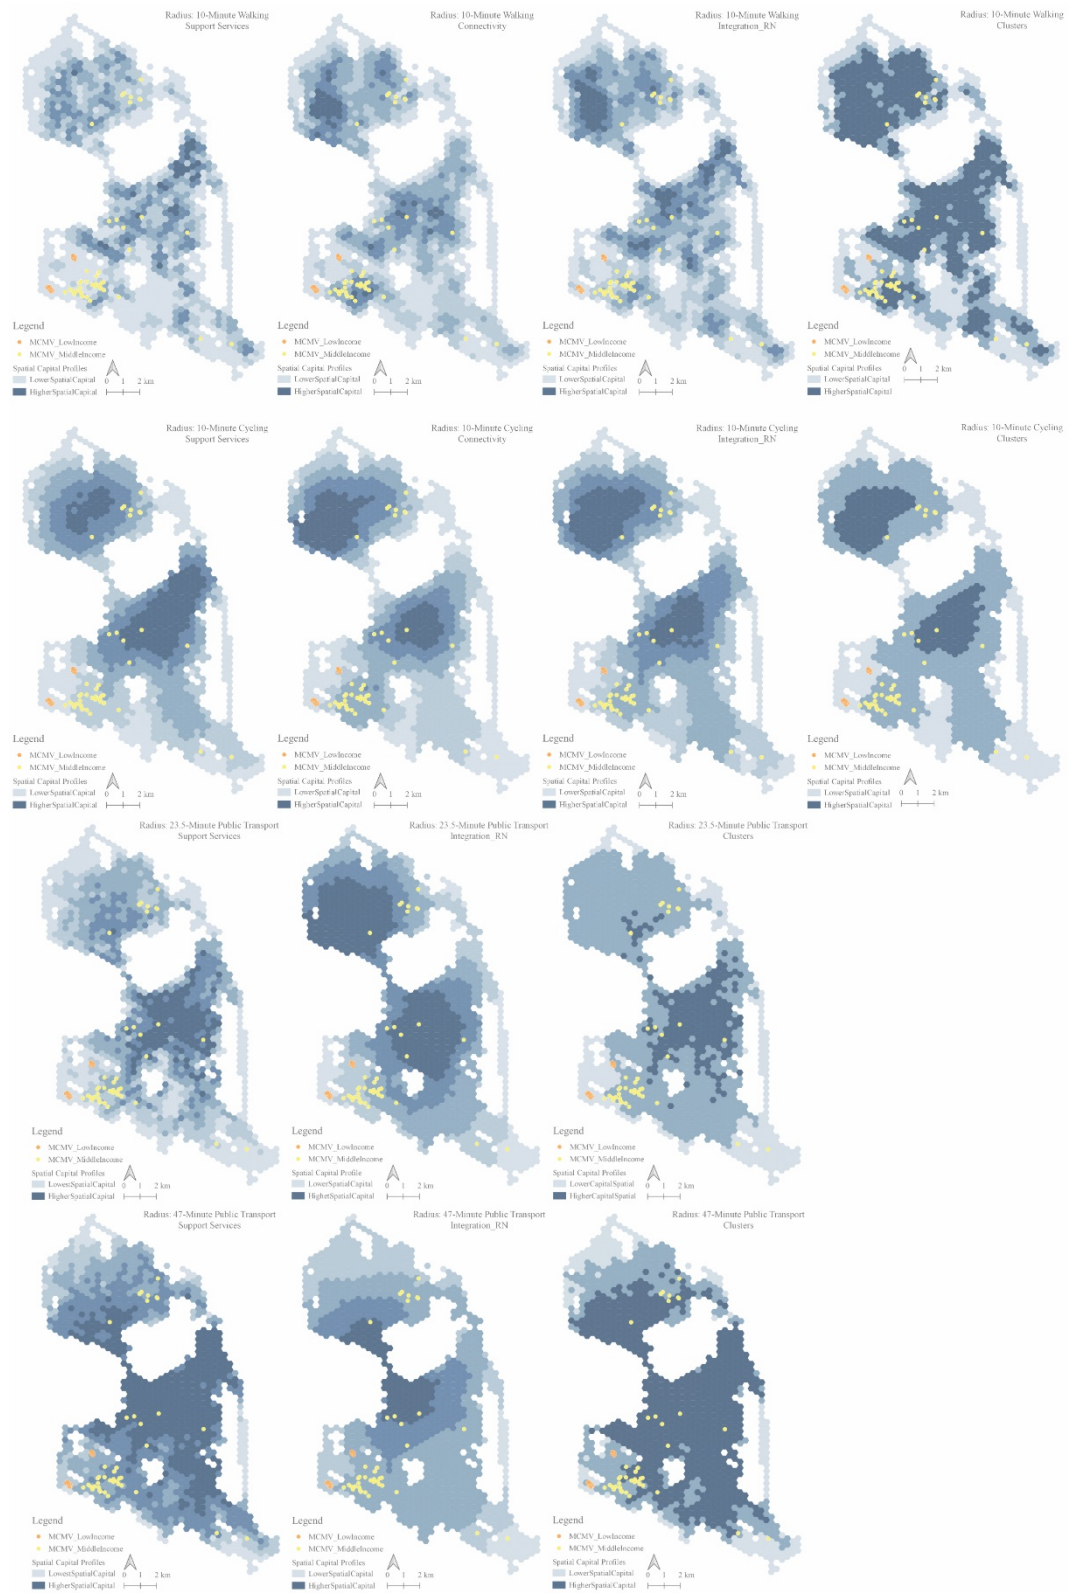 Radius: 10-Minute Walking
Support Services
Legend
MCMV_LowIncome
MCMV_MiddleIncome
Spatial Capital Profiles
LowerSpatialCapital
HigherSpatialCapital
0 1 2 km
Radius: 10-Minute Walking
Connectivity
Legend
MCMV_LowIncome
MCMV_MiddleIncome
Spatial Capital Profiles
LowerSpatialCapital
HigherSpatialCapital
0 1 2 km
Radius: 10-Minute Walking
Integration_RN
Legend
MCMV_LowIncome
MCMV_MiddleIncome
Spatial Capital Profiles
LowerSpatialCapital
HigherSpatialCapital
0 1 2 km
Radius: 10-Minute Walking
Clusters
Legend
MCMV_LowIncome
MCMV_MiddleIncome
Spatial Capital Profiles
LowerSpatialCapital
HigherSpatialCapital
0 1 2 km
Radius: 10-Minute Cycling
Support Services
Legend
MCMV_LowIncome
MCMV_MiddleIncome
Spatial Capital Profiles
LowerSpatialCapital
HigherSpatialCapital
0 1 2 km
Radius: 10-Minute Cycling
Connectivity
Legend
MCMV_LowIncome
MCMV_MiddleIncome
Spatial Capital Profiles
LowerSpatialCapital
HigherSpatialCapital
0 1 2 km
Radius: 10-Minute Cycling
Integration_RN
Legend
MCMV_LowIncome
MCMV_MiddleIncome
Spatial Capital Profiles
LowerSpatialCapital
HigherSpatialCapital
0 1 2 km
Radius: 10-Minute Cycling
Clusters
Legend
MCMV_LowIncome
MCMV_MiddleIncome
Spatial Capital Profiles
LowerSpatialCapital
HigherSpatialCapital
0 1 2 km
Radius: 23.5-Minute Public Transport
Support Services
Legend
MCMV_LowIncome
MCMV_MiddleIncome
Spatial Capital Profiles
LowestSpatialCapital
HigherSpatialCapital
0 1 2 km
Radius: 23.5-Minute Public Transport
Integration_RN
Legend
MCMV_LowIncome
MCMV_MiddleIncome
Spatial Capital Profile
LowerSpatialCapital
HigherSpatialCapital
0 1 2 km
Radius: 23.5-Minute Public Transport
Clusters
Legend
MCMV_LowIncome
MCMV_MiddleIncome
Spatial Capital Profiles
LowerCapitalSpatial
HigherCapitalSpatial
0 1 2 km
Radius: 47-Minute Public Transport
Support Services
Legend
MCMV_LowIncome
MCMV_MiddleIncome
Spatial Capital Profiles
LowestSpatialCapital
HigherSpatialCapital
0 1 2 km
Radius: 47-Minute Public Transport
Integration_RN
Legend
MCMV_LowIncome
MCMV_MiddleIncome
Spatial Capital Profiles
LowerSpatialCapital
HigherSpatialCapital
0 1 2 km
Radius: 47-Minute Public Transport
Clusters
Legend
MCMV_LowIncome
MCMV_MiddleIncome
Spatial Capital Profiles
LowerSpatialCapital
HigherSpatialCapital
0 1 2 km